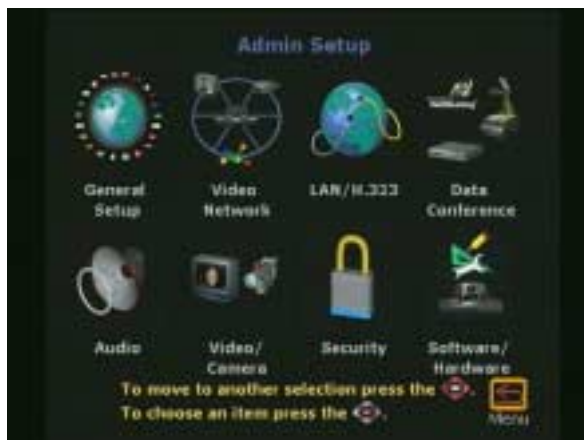 Admin Setup
General Setup
Video Network
LAN/H.323
Data Conference
Audio
Video/ Camera
Security
Software/ Hardware
To move to another selection press the
To choose an item press the
Menu